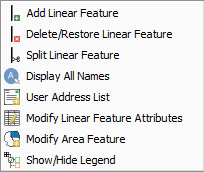 Add Linear Feature
Delete/Restore Linear Feature
Split Linear Feature
Display All Names
User Address List
Modify Linear Feature Attributes
Modify Area Feature
Show/Hide Legend